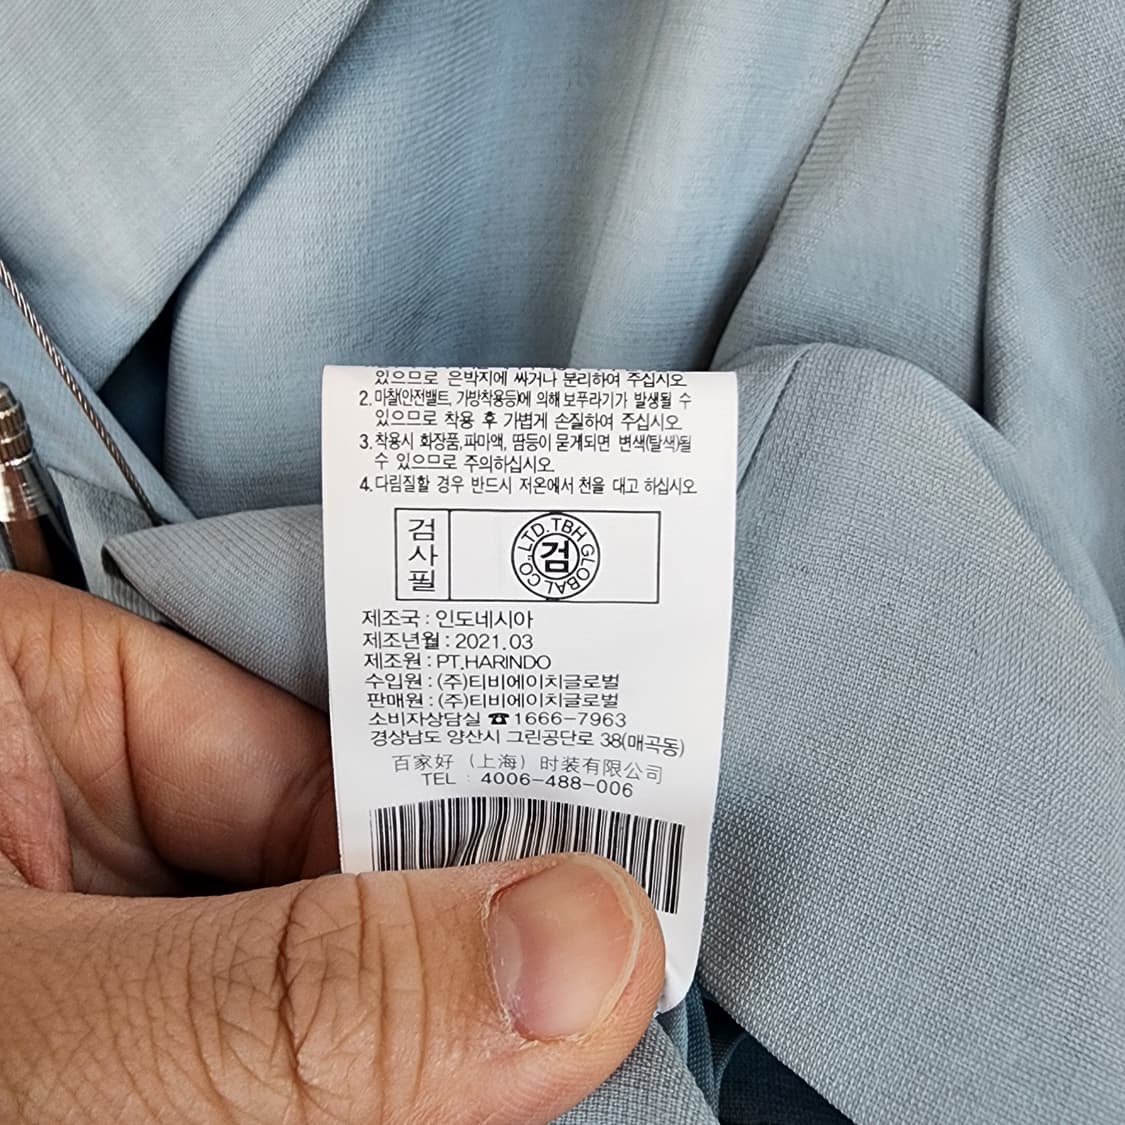 있으므로 은박지에 싸거나 분리하여 주십시오.
2. 마찰(안전밸트, 가방착용등)에 의해 보푸라기가 발생될 수
있으므로 착용 후 가볍게 손질하여 주십시오.
3. 착용시 화장품,파마액, 땀등이 묻게되면 변색(탈색)될
수 있으므로 주의하십시오.
4. 다림질할 경우 반드시 저온에서 천을 대고 하십시오
검사필
CO.,LTD.TBH GLOBAL
검
제조국 : 인도네시아
제조년월 : 2021.03
제조원 : PT.HARINDO
수입원 : (주)티비에이치글로벌
판매원 : (주)티비에이치글로벌
소비자상담실 ☎1666-7963
경상남도 양산시 그린공단로 38(매곡동)
百家好（上海）时装有限公司
TEL : 4006-488-006